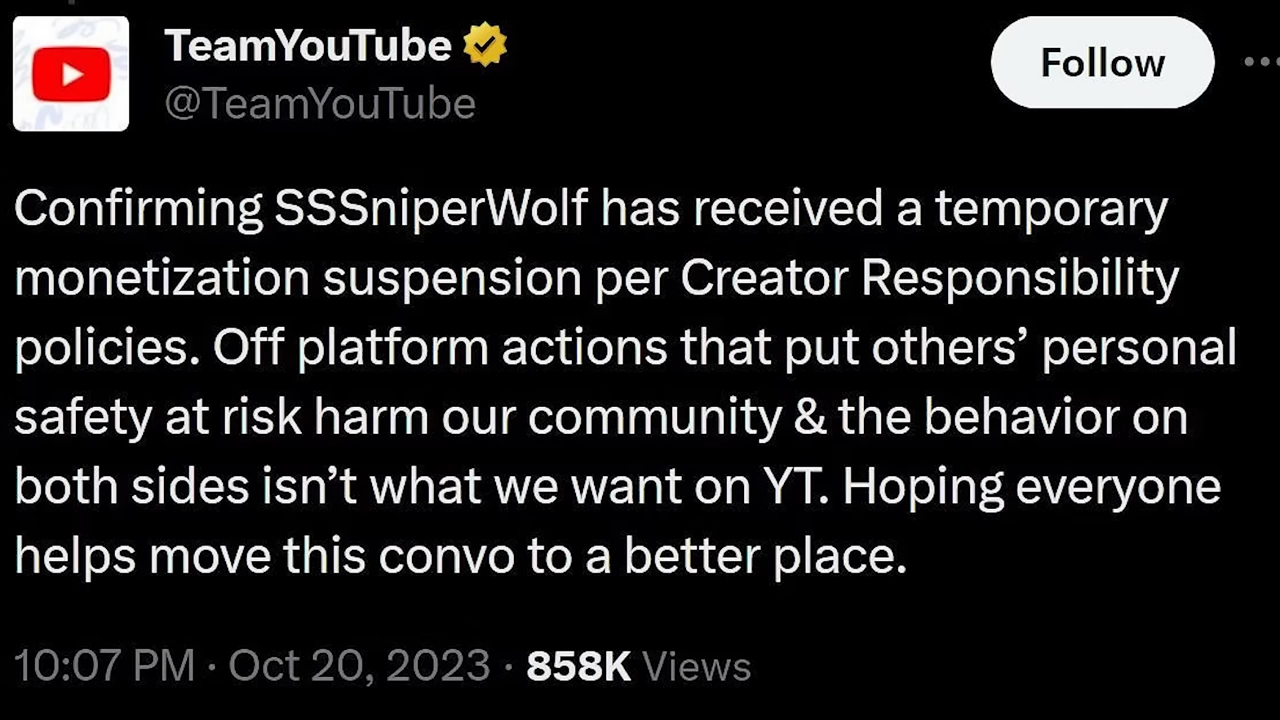 TeamYouTube
@TeamYouTube
Follow
Confirming SSSniperWolf has received a temporary
monetization suspension per Creator Responsibility
policies. Off platform actions that put others’ personal
safety at risk harm our community & the behavior on
both sides isn’t what we want on YT. Hoping everyone
helps move this convo to a better place.
10:07 PM · Oct 20, 2023 · 858K Views